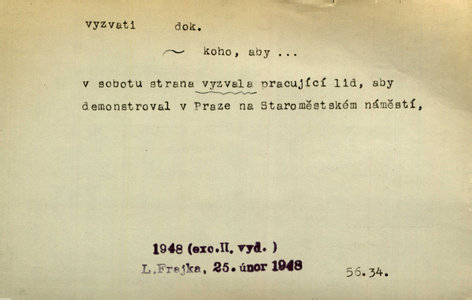 vyzvati dok.
~ koho, aby ...
v sobotu strana vyzvala pracující lid, aby
demonstroval v Praze na Staroměstském náměstí,
1948 (exc.II. vyd.)
L.Frejka, 25. únor 1948
56.34.